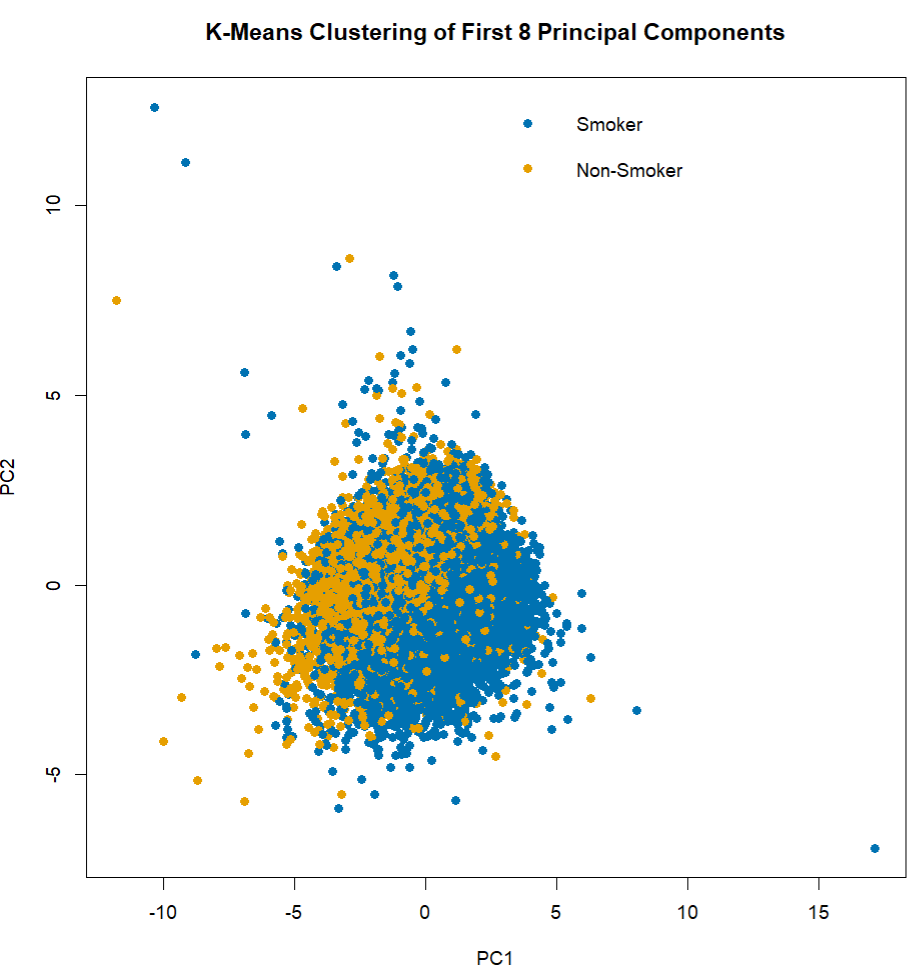 K-Means Clustering of First 8 Principal Components
Smoker
Non-Smoker
10
5
0
-5
PC2
-10
-5
0
5
10
15
PC1